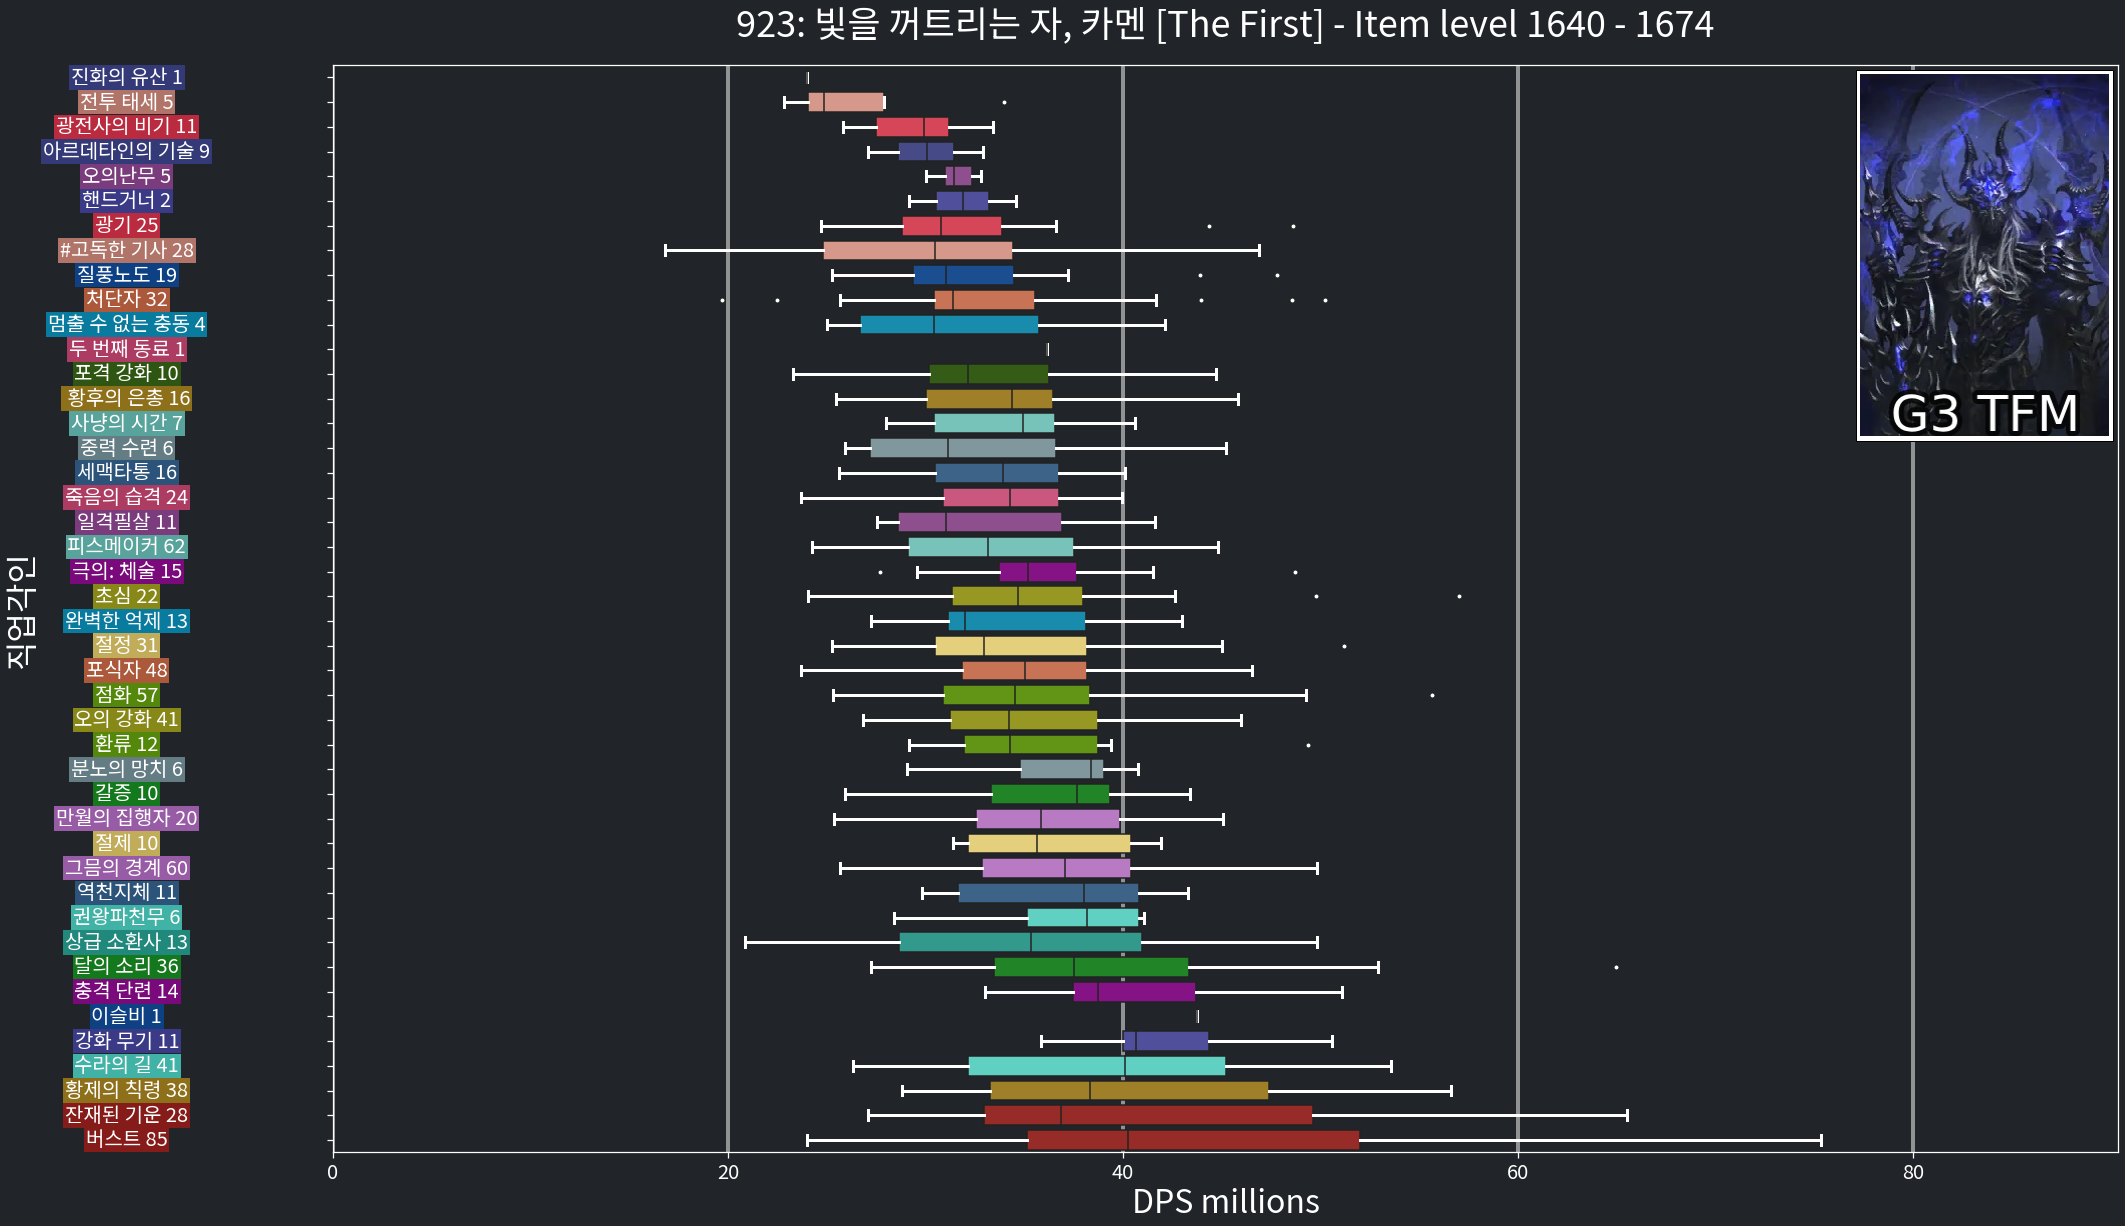 923: 빛을 꺼트리는 자, 카멘 [The First] - Item level 1640 - 1674
진화의 유산 1
전투 태세 5
광전사의 비기 11
아르데타인의 기술 9
오의난무 5
핸드거너 2
광기 25
#고독한 기사 28
질풍노도 19
처단자 32
멈출 수 없는 충동 4
두 번째 동료 1
포격 강화 10
황후의 은총 16
사냥의 시간 7
중력 수련 6
세맥타통 16
죽음의 습격 24
일격필살 11
피스메이커 62
극의: 체술 15
초심 22
완벽한 억제 13
절정 31
포식자 48
점화 57
오의 강화 41
환류 12
분노의 망치 6
갈증 10
만월의 집행자 20
절제 10
그믐의 경계 60
역천지체 11
권왕파천무 6
상급 소환사 13
달의 소리 36
충격 단련 14
이슬비 1
강화 무기 11
수라의 길 41
황제의 칙령 38
잔재된 기운 28
버스트 85
직업각인
G3 TFM
0 20 40 60 80
DPS millions